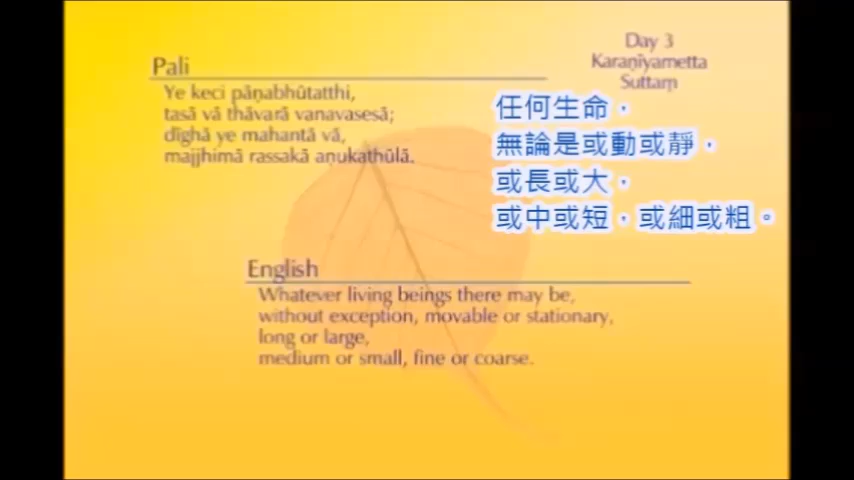 Day 3
Karaṇīyametta
Suttaṃ
Pali
Ye keci pāṇabhūtatthi,
tasā vā thāvarā vanavasesā;
dīghā ye mahantā vā,
majjhimā rassakā aṇukathūlā.
任何生命，
無論是或動或靜，
或長或大，
或中或短，或細或粗。
English
Whatever living beings there may be,
without exception, movable or stationary,
long or large,
medium or small, fine or coarse.